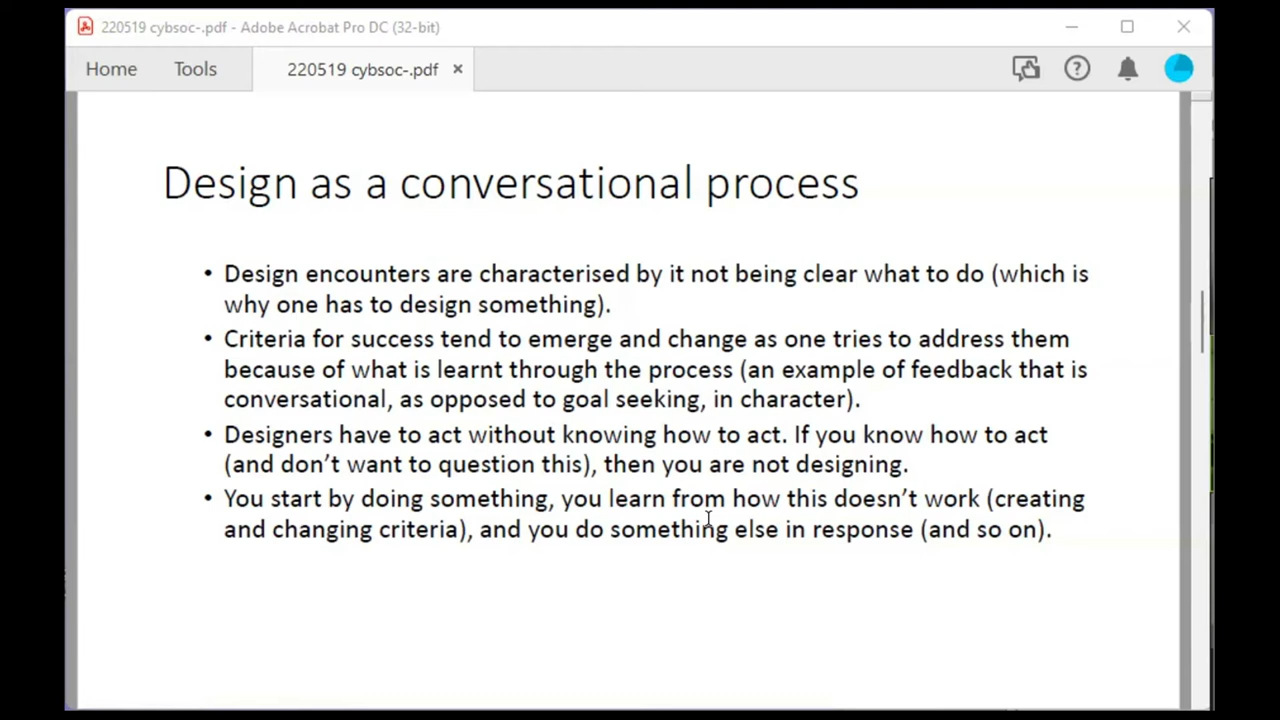 220519 cybsoc-.pdf - Adobe Acrobat Pro DC (32-bit)
Home Tools 220519 cybsoc-.pdf ×
Design as a conversational process
• Design encounters are characterised by it not being clear what to do (which is
why one has to design something).
• Criteria for success tend to emerge and change as one tries to address them
because of what is learnt through the process (an example of feedback that is
conversational, as opposed to goal seeking, in character).
• Designers have to act without knowing how to act. If you know how to act
(and don’t want to question this), then you are not designing.
• You start by doing something, you learn from how this doesn’t work (creating
and changing criteria), and you do something else in response (and so on).